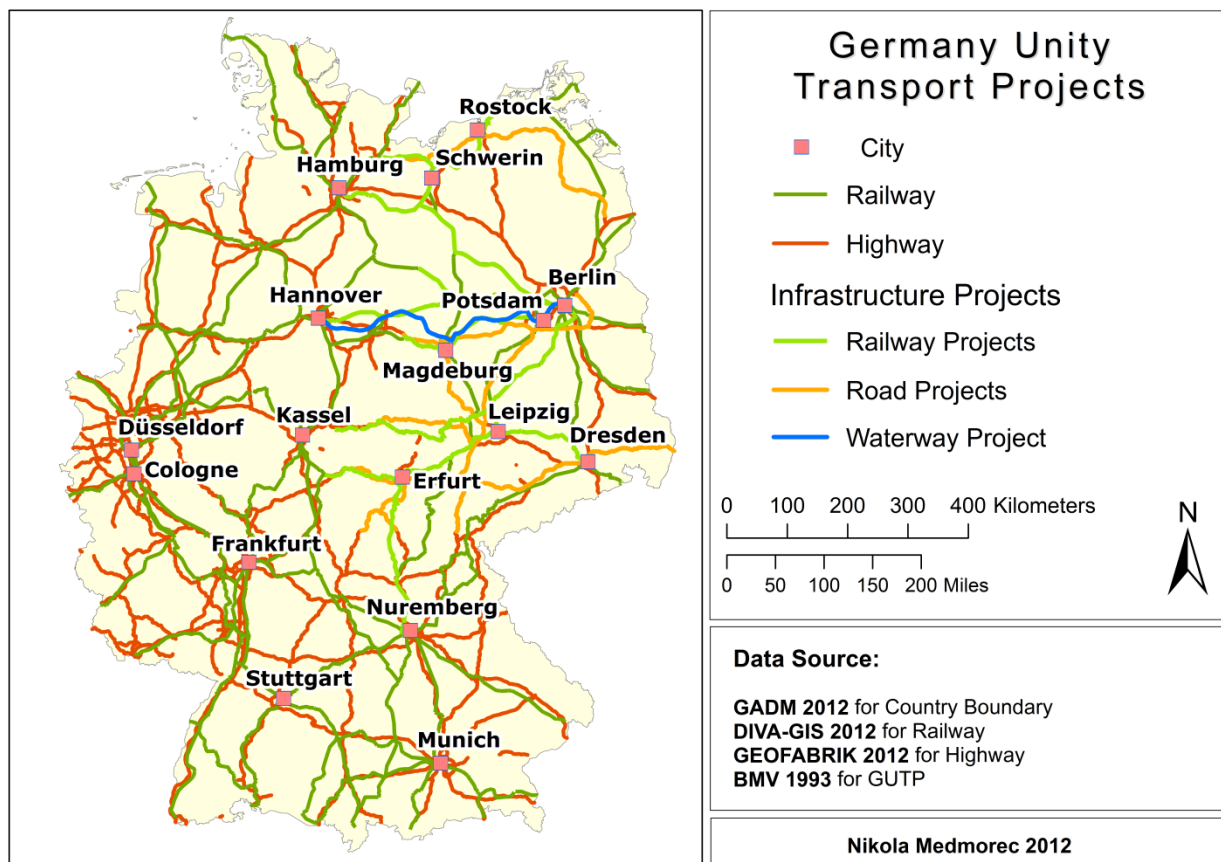 Rostock
Schwerin
Hamburg
Berlin
Hannover
Potsdam
Magdeburg
Kassel
Leipzig
Düsseldorf
Dresden
Cologne
Erfurt
Frankfurt
Nuremberg
Stuttgart
Munich
Germany Unity
Transport Projects
City
Railway
Highway
Infrastructure Projects
Railway Projects
Road Projects
Waterway Project
0 100 200 300 400 Kilometers
0 50 100 150 200 Miles
N
Data Source:
GADM 2012 for Country Boundary
DIVA-GIS 2012 for Railway
GEOFABRIK 2012 for Highway
BMV 1993 for GUTP
Nikola Medmorec 2012